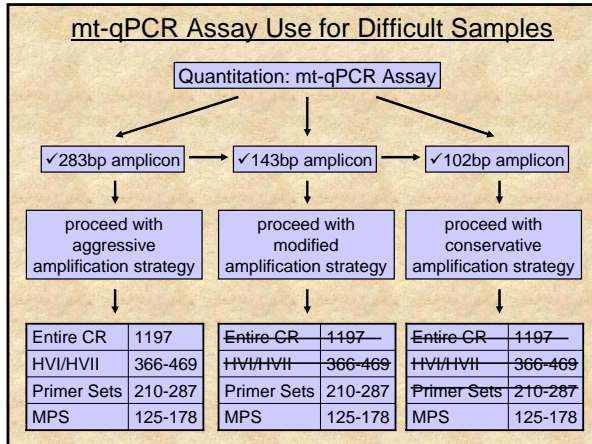 mt-qPCR Assay Use for Difficult Samples
Quantitation: mt-qPCR Assay
✓283bp amplicon
✓143bp amplicon
✓102bp amplicon
proceed with
aggressive
amplification strategy
proceed with
modified
amplification strategy
proceed with
conservative
amplification strategy
Entire CR 1197
HVI/HVII 366-469
Primer Sets 210-287
MPS 125-178
Entire CR 1197
HVI/HVII 366-469
Primer Sets 210-287
MPS 125-178
Entire CR 1197
HVI/HVII 366-469
Primer Sets 210-287
MPS 125-178